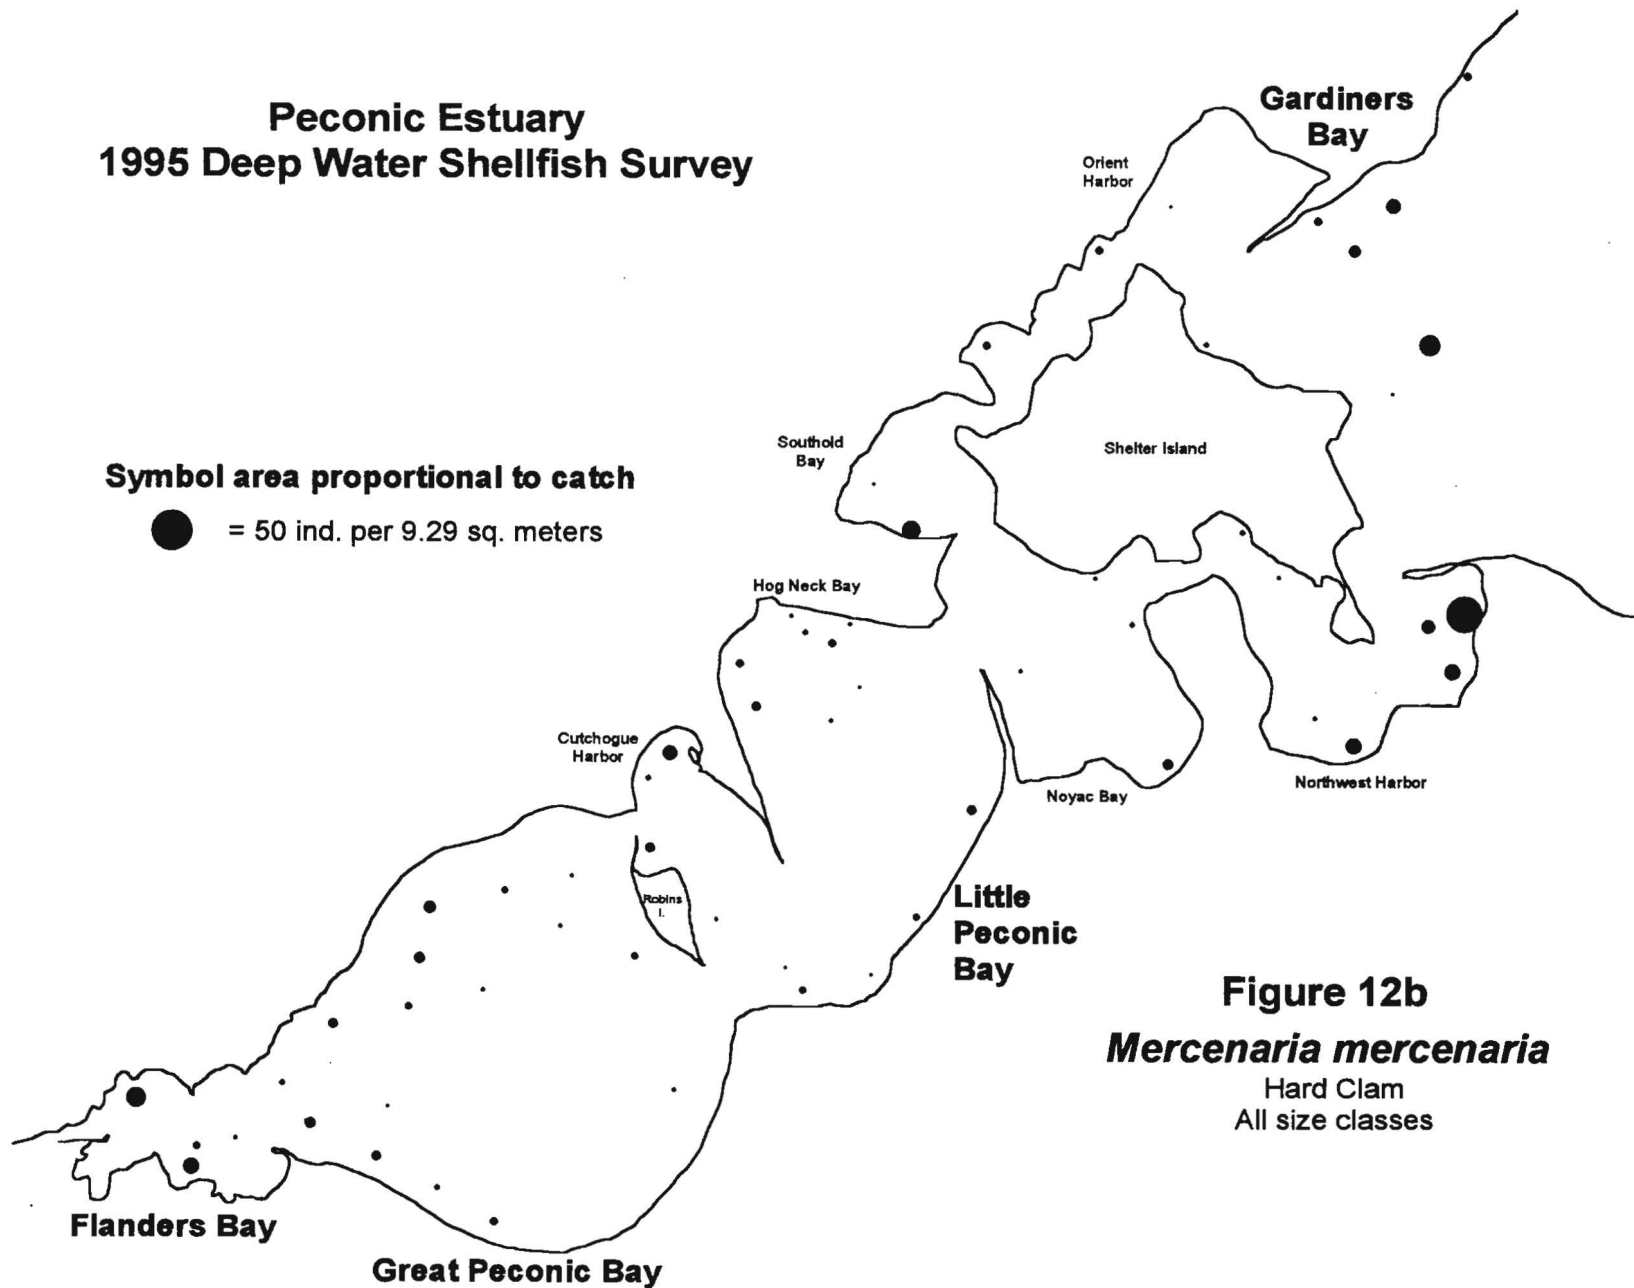 Peconic Estuary
1995 Deep Water Shellfish Survey
Gardiners
Bay
Orient
Harbor
Southold
Bay
Shelter Island
Symbol area proportional to catch
= 50 ind. per 9.29 sq. meters
Hog Neck Bay
Cutchogue
Harbor
Noyac Bay
Northwest Harbor
Robins
I.
Little
Peconic
Bay
Figure 12b
Mercenaria mercenaria
Hard Clam
All size classes
Flanders Bay
Great Peconic Bay